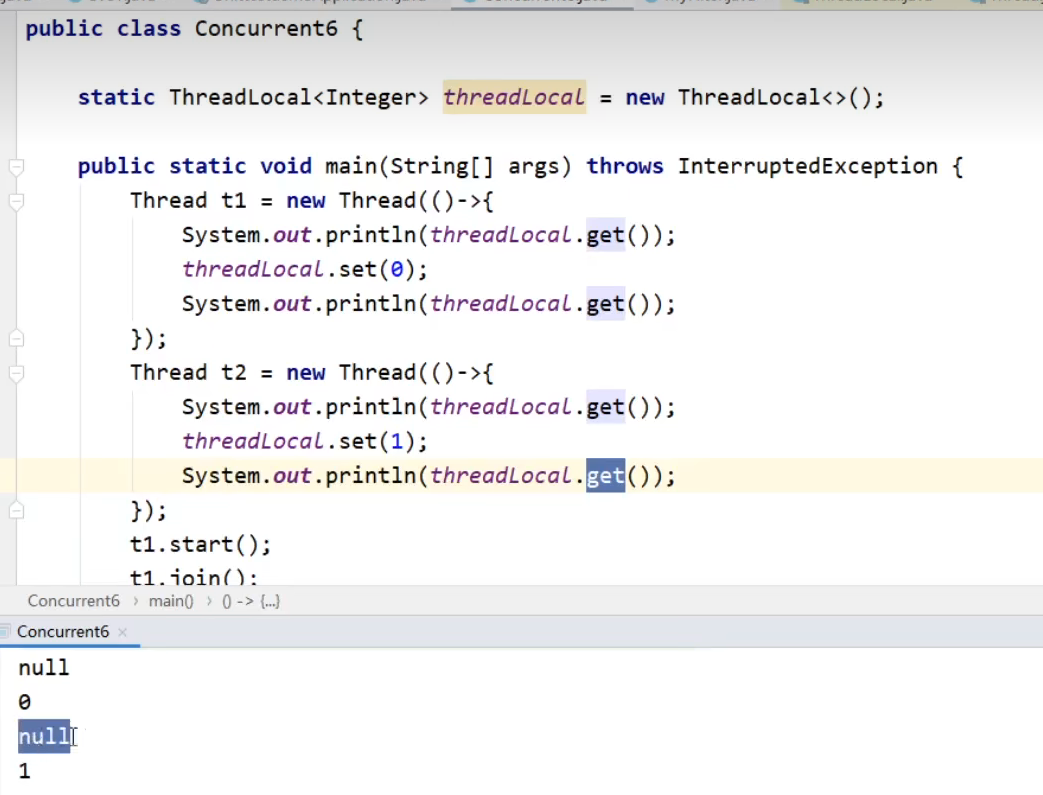 public class Concurrent6 {
static ThreadLocal<Integer> threadLocal = new ThreadLocal<>();
public static void main(String[] args) throws InterruptedException {
Thread t1 = new Thread(()->{
System.out.println(threadLocal.get());
threadLocal.set(0);
System.out.println(threadLocal.get());
});
Thread t2 = new Thread(()->{
System.out.println(threadLocal.get());
threadLocal.set(1);
System.out.println(threadLocal.get());
});
t1.start();
t1.join();
Concurrent6 › main() › () -> {...}
Concurrent6 ×
null
0
null
1